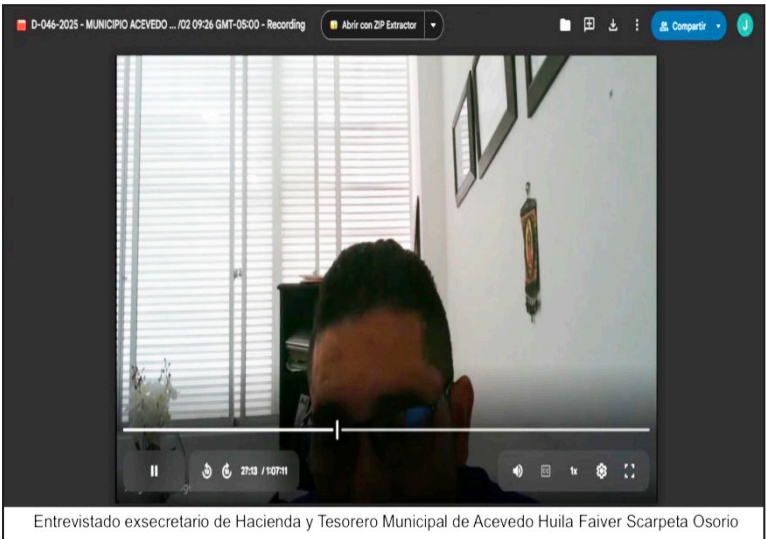 D-046-2025 - MUNICIPIO ACEVEDO ... /02 09:26 GMT-05:00 - Recording
Abrir con ZIP Extractor
Compartir
J
27:13 / 1:07:11
1x
Entrevistado exsecretario de Hacienda y Tesorero Municipal de Acevedo Huila Faiver Scarpeta Osorio